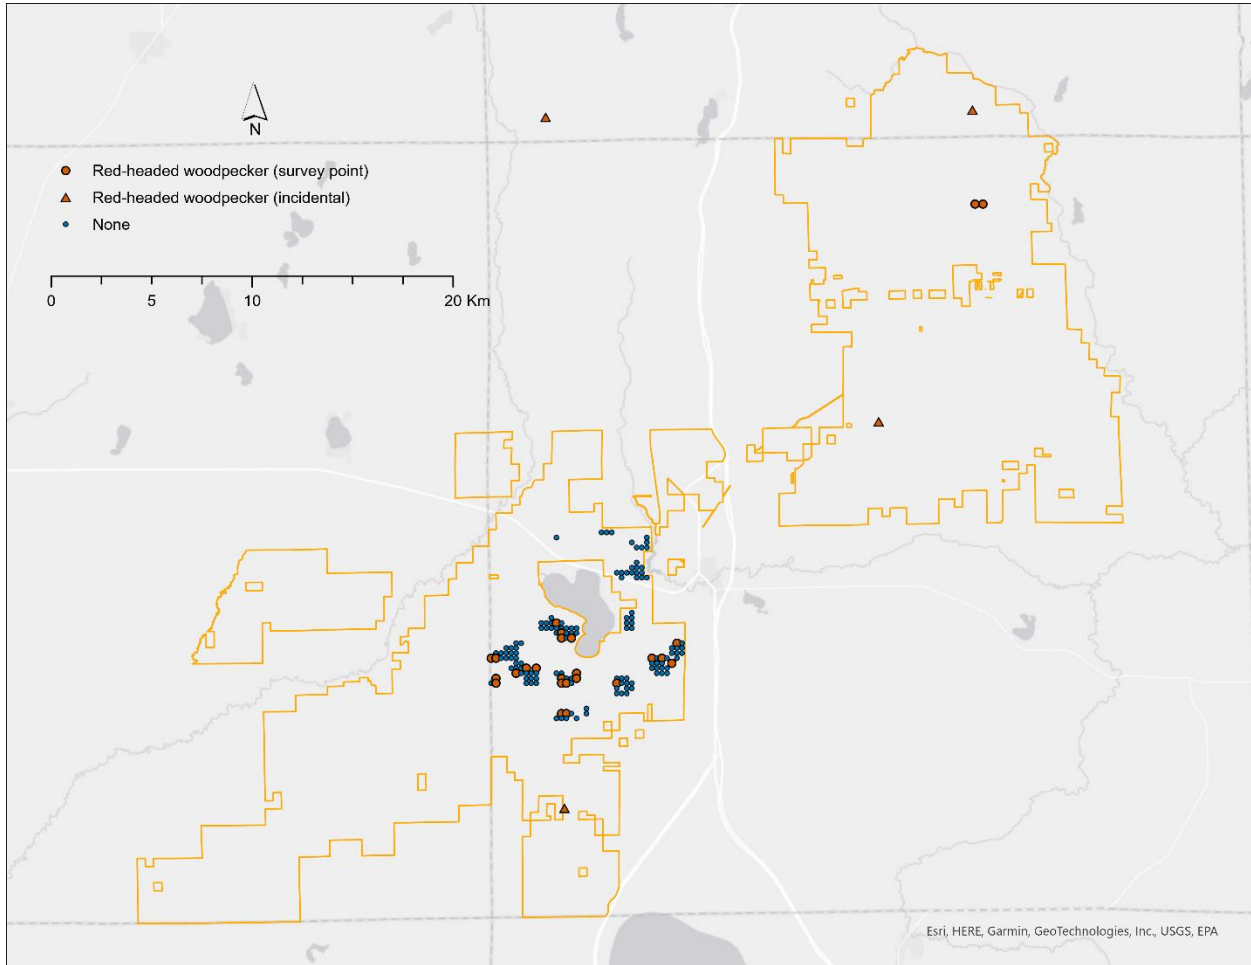 N
Red-headed woodpecker (survey point)
Red-headed woodpecker (incidental)
None
0 5 10 20 Km
Esri, HERE, Garmin, GeoTechnologies, Inc., USGS, EPA